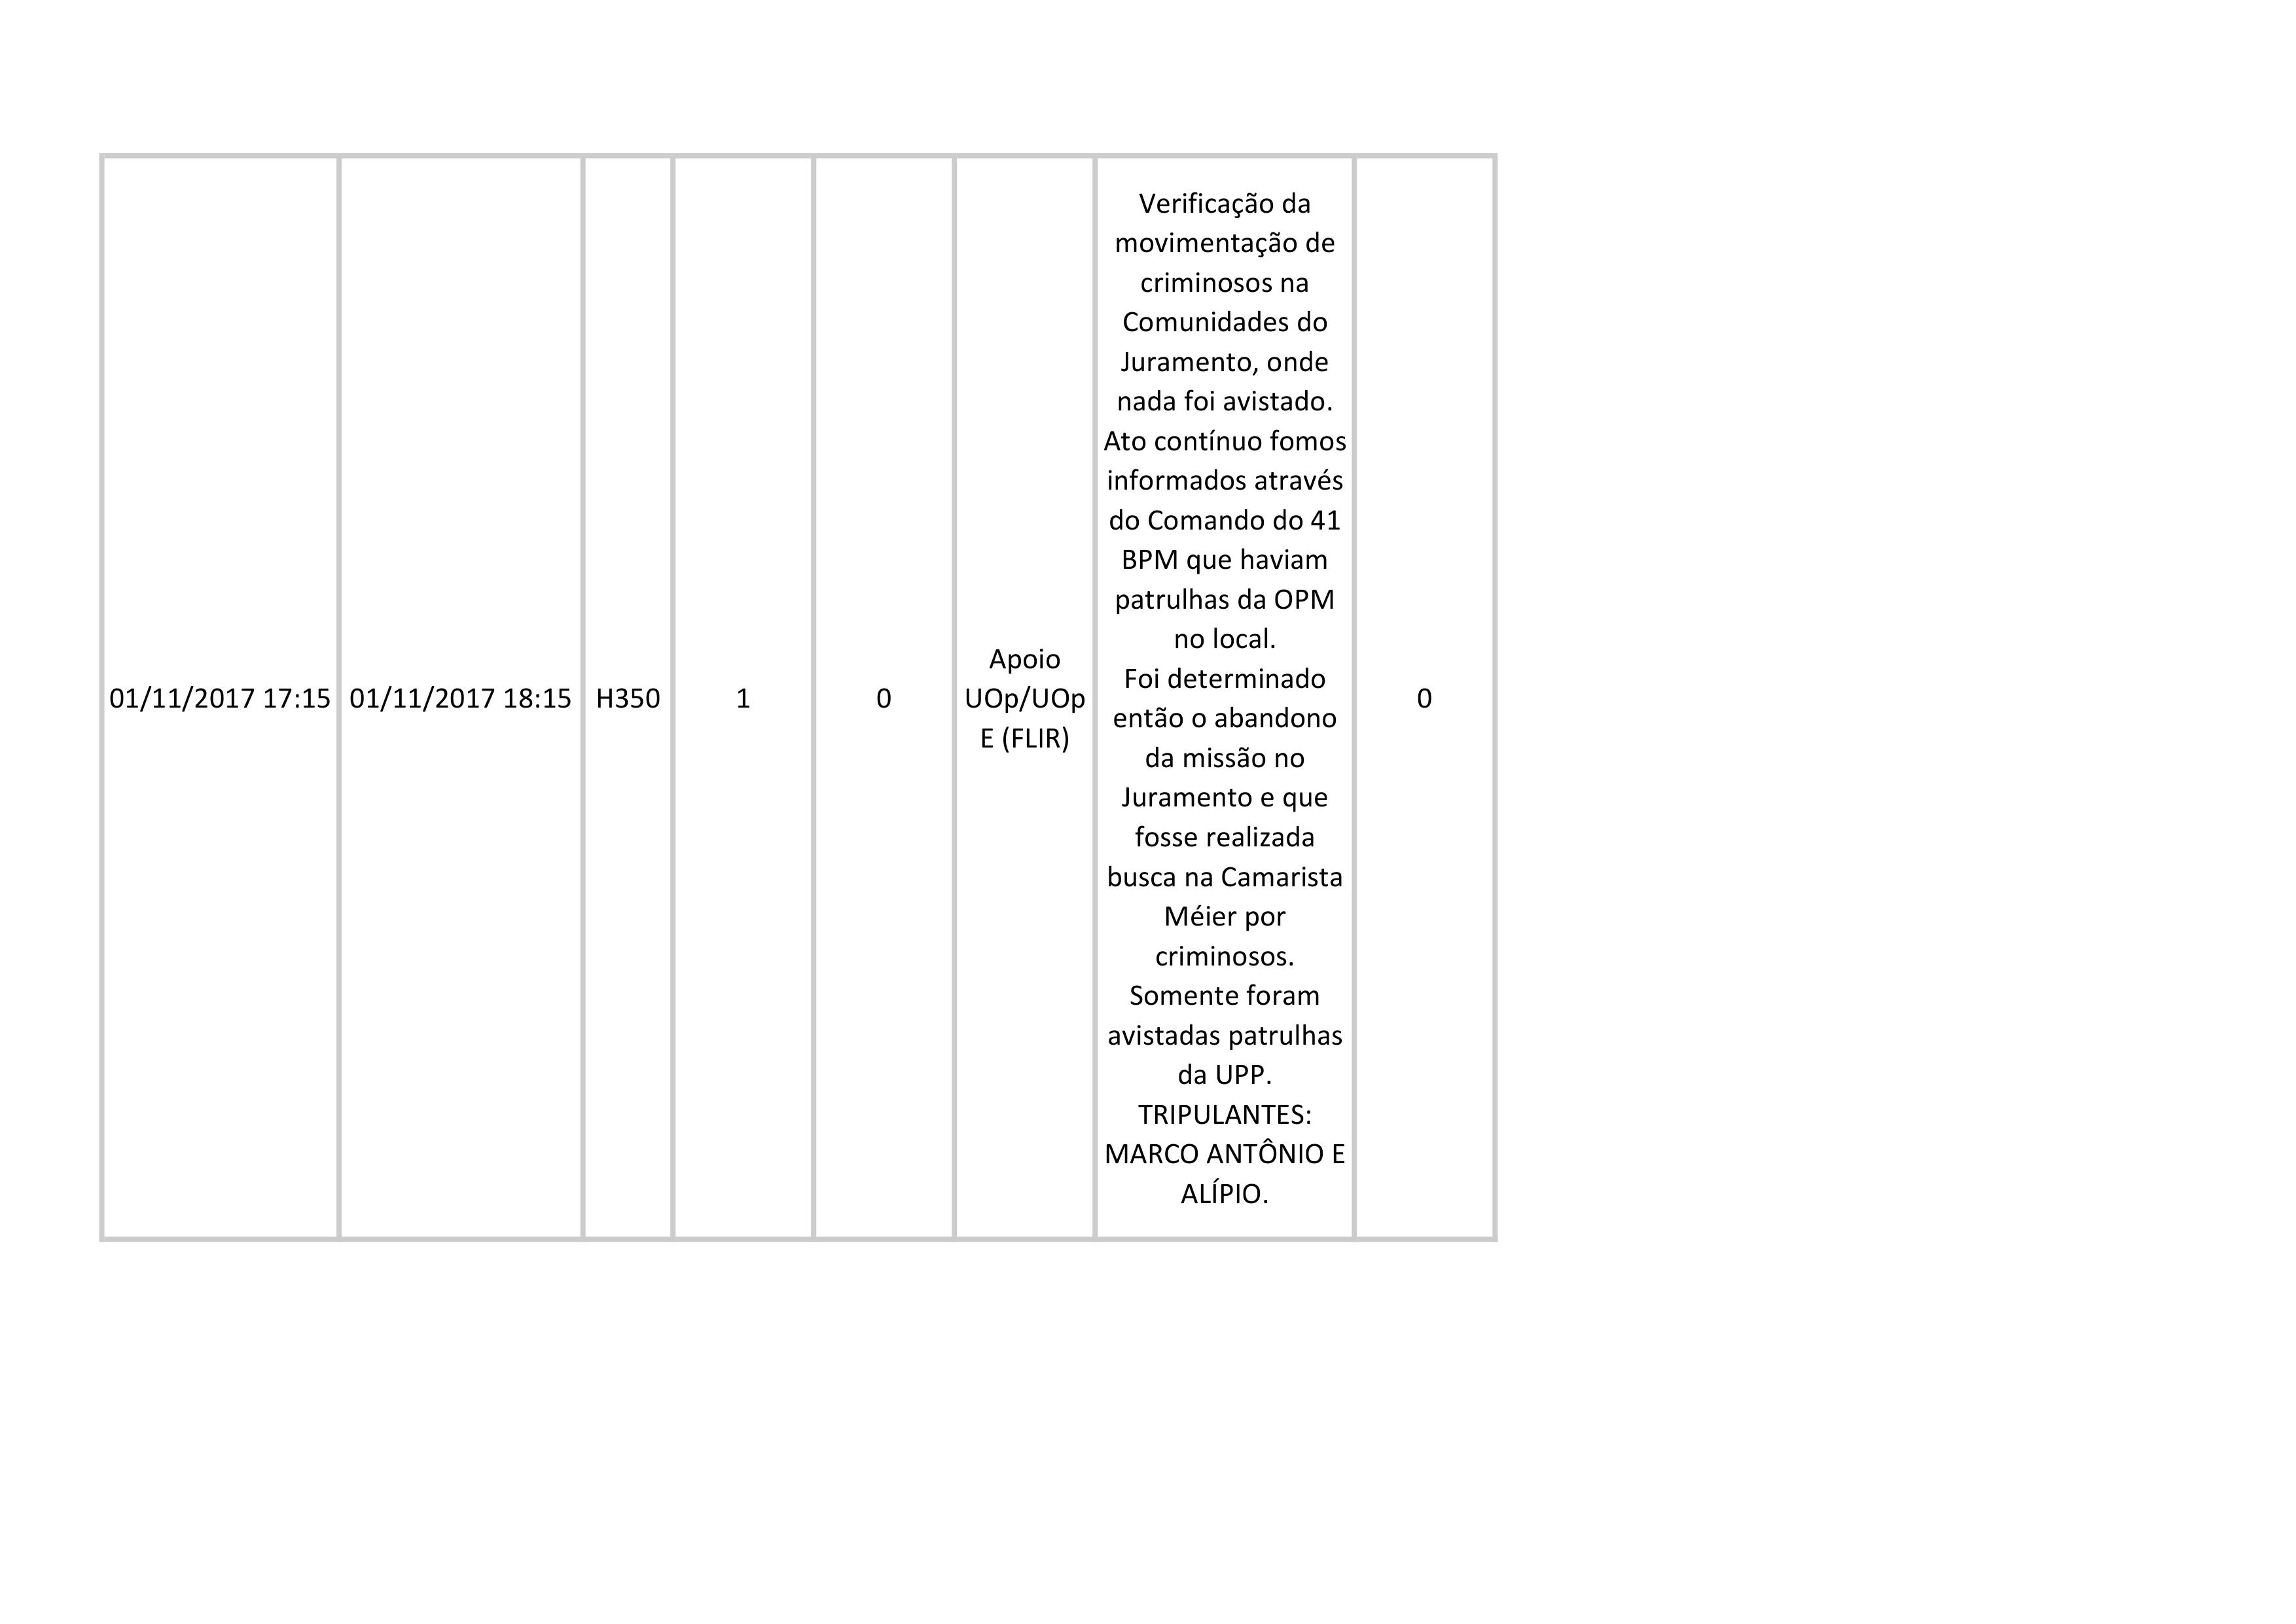 01/11/2017 17:15
01/11/2017 18:15
H350
1
0
Apoio
UOp/UOp
E (FLIR)
Verificação da
movimentação de
criminosos na
Comunidades do
Juramento, onde
nada foi avistado.
Ato contínuo fomos
informados através
do Comando do 41
BPM que haviam
patrulhas da OPM
no local.
Foi determinado
então o abandono
da missão no
Juramento e que
fosse realizada
busca na Camarista
Méier por
criminosos.
Somente foram
avistadas patrulhas
da UPP.
TRIPULANTES:
MARCO ANTÔNIO E
ALÍPIO.
0